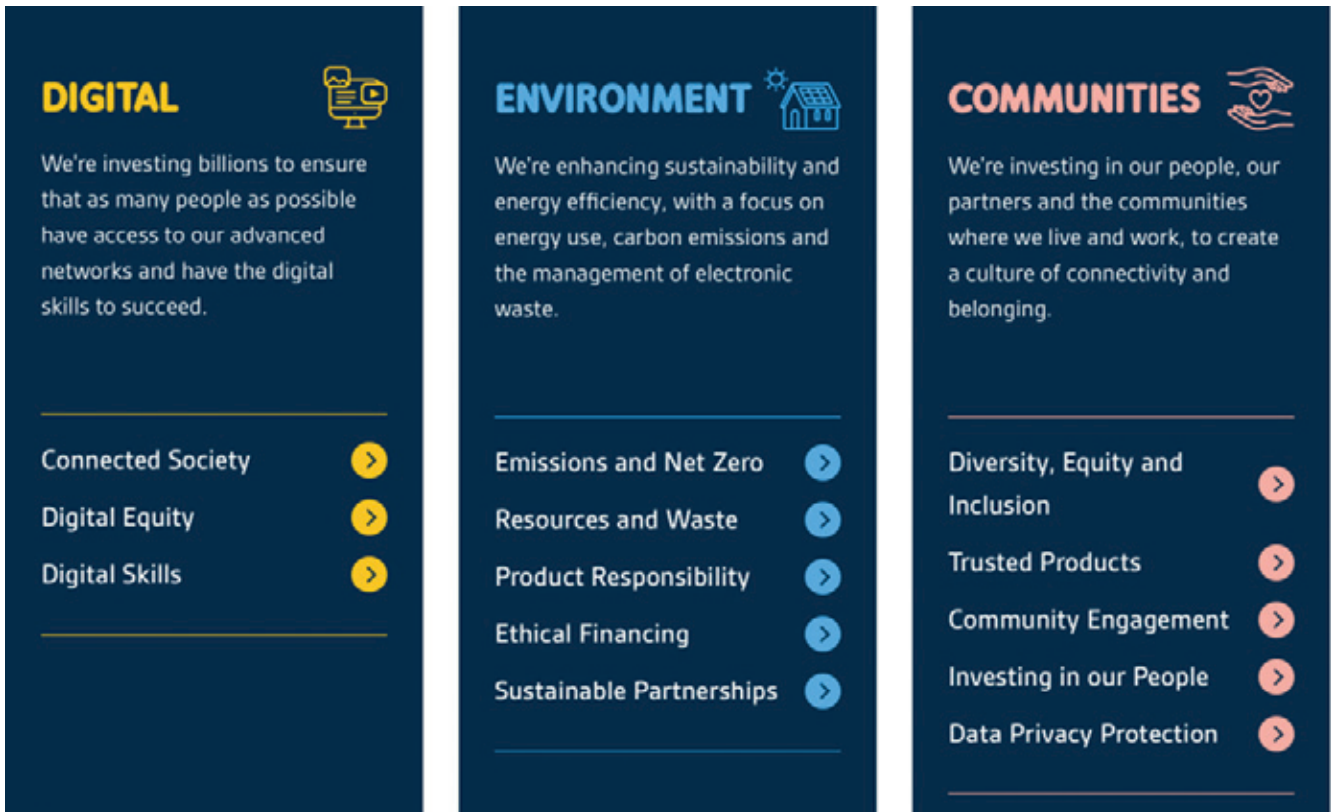 DIGITAL
We're investing billions to ensure
that as many people as possible
have access to our advanced
networks and have the digital
skills to succeed.
Connected Society
Digital Equity
Digital Skills
ENVIRONMENT
We're enhancing sustainability and
energy efficiency, with a focus on
energy use, carbon emissions and
the management of electronic
waste.
Emissions and Net Zero
Resources and Waste
Product Responsibility
Ethical Financing
Sustainable Partnerships
COMMUNITIES
We're investing in our people, our
partners and the communities
where we live and work, to create
a culture of connectivity and
belonging.
Diversity, Equity and
Inclusion
Trusted Products
Community Engagement
Investing in our People
Data Privacy Protection